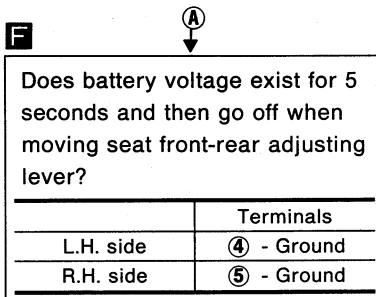 Ⓐ
F
Does battery voltage exist for 5
seconds and then go off when
moving seat front-rear adjusting
lever?
Terminals
L.H. side ④ - Ground
R.H. side ⑤ - Ground